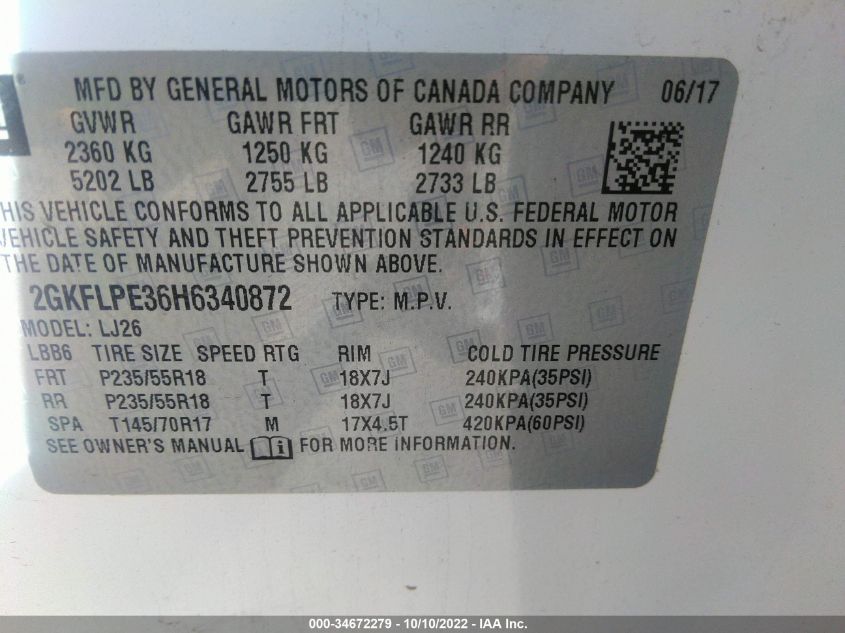 MFD BY GENERAL MOTORS OF CANADA COMPANY 06/17
GVWR GAWR FRT GAWR RR
2360 KG 1250 KG 1240 KG
5202 LB 2755 LB 2733 LB
HIS VEHICLE CONFORMS TO ALL APPLICABLE U.S. FEDERAL MOTOR
VEHICLE SAFETY AND THEFT PREVENTION STANDARDS IN EFFECT ON
THE DATE OF MANUFACTURE SHOWN ABOVE.
2GKFLPE36H6340872 TYPE: M.P.V.
MODEL: LJ26
LBB6 TIRE SIZE SPEED RTG RIM COLD TIRE PRESSURE
FRT P235/55R18 T 18X7J 240KPA(35PSI)
RR P235/55R18 T 18X7J 240KPA(35PSI)
SPA T145/70R17 M 17X4.5T 420KPA(60PSI)
SEE OWNER'S MANUAL FOR MORE INFORMATION.
000-34672279 - 10/10/2022 - IAA Inc.